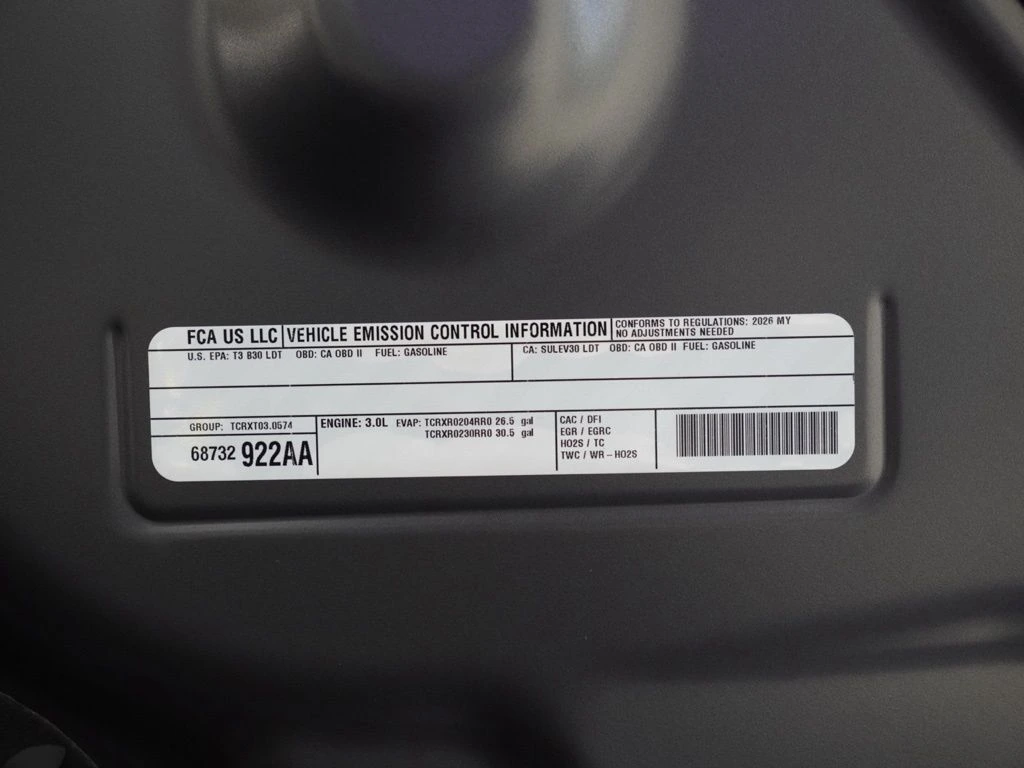 FCA US LLC VEHICLE EMISSION CONTROL INFORMATION CONFORMS TO REGULATIONS: 2026 MY
NO ADJUSTMENTS NEEDED
U.S. EPA: T3 B30 LDT OBD: CA OBD II FUEL: GASOLINE CA: SULEV30 LDT OBD: CA OBD II FUEL: GASOLINE
GROUP: TCRXT03.0574
68732 922AA
ENGINE: 3.0L EVAP: TCRXR0204RR0 26.5 gal
TCRXR0230RR0 30.5 gal
CAC / DFI
EGR / EGRC
HO2S / TC
TWC / WR-HO2S